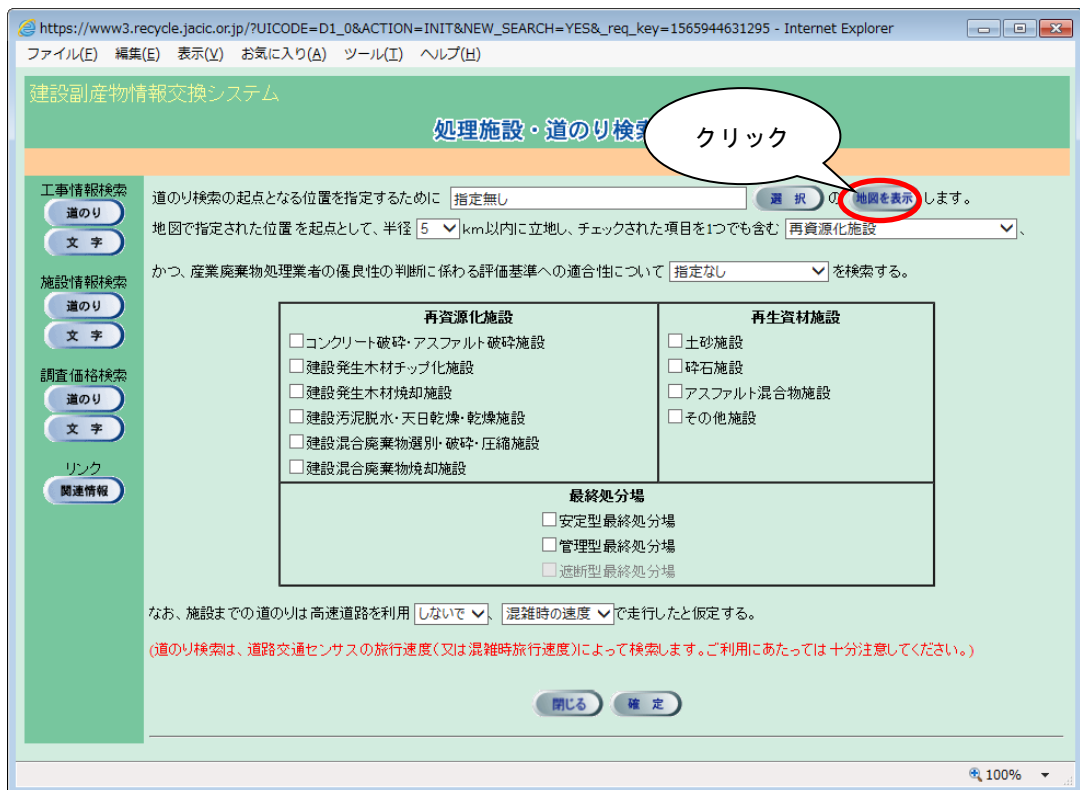 https://www3.recycle.jacic.or.jp/?UICODE=D1_0&ACTION=INIT&NEW_SEARCH=YES&_req_key=1565944631295 - Internet Explorer
ファイル(F) 編集(E) 表示(V) お気に入り(A) ツール(T) ヘルプ(H)
建設副産物情報交換システム
処理施設・道のり検索
クリック
工事情報検索
道のり
文 字
施設情報検索
道のり
文 字
調査価格検索
道のり
文 字
リンク
関連情報
道のり検索の起点となる位置を指定するために 指定無し 選 択 の 地図を表示 します。
地図で指定された位置を起点として、半径 5 km以内に立地し、チェックされた項目を1つでも含む 再資源化施設 、
かつ、産業廃棄物処理業者の優良性の判断に係わる評価基準への適合性について 指定なし を検索する。
再資源化施設
コンクリート破砕・アスファルト破砕施設
建設発生木材チップ化施設
建設発生木材焼却施設
建設汚泥脱水・天日乾燥・乾燥施設
建設混合廃棄物選別・破砕・圧縮施設
建設混合廃棄物焼却施設
再生資材施設
土砂施設
砕石施設
アスファルト混合物施設
その他施設
最終処分場
安定型最終処分場
管理型最終処分場
遮断型最終処分場
なお、施設までの道のりは高速道路を利用 しないで 、 混雑時の速度 で走行したと仮定する。
(道のり検索は、道路交通センサスの旅行速度(又は混雑時旅行速度)によって検索します。ご利用にあたっては十分注意してください。)
閉じる 確 定
100%